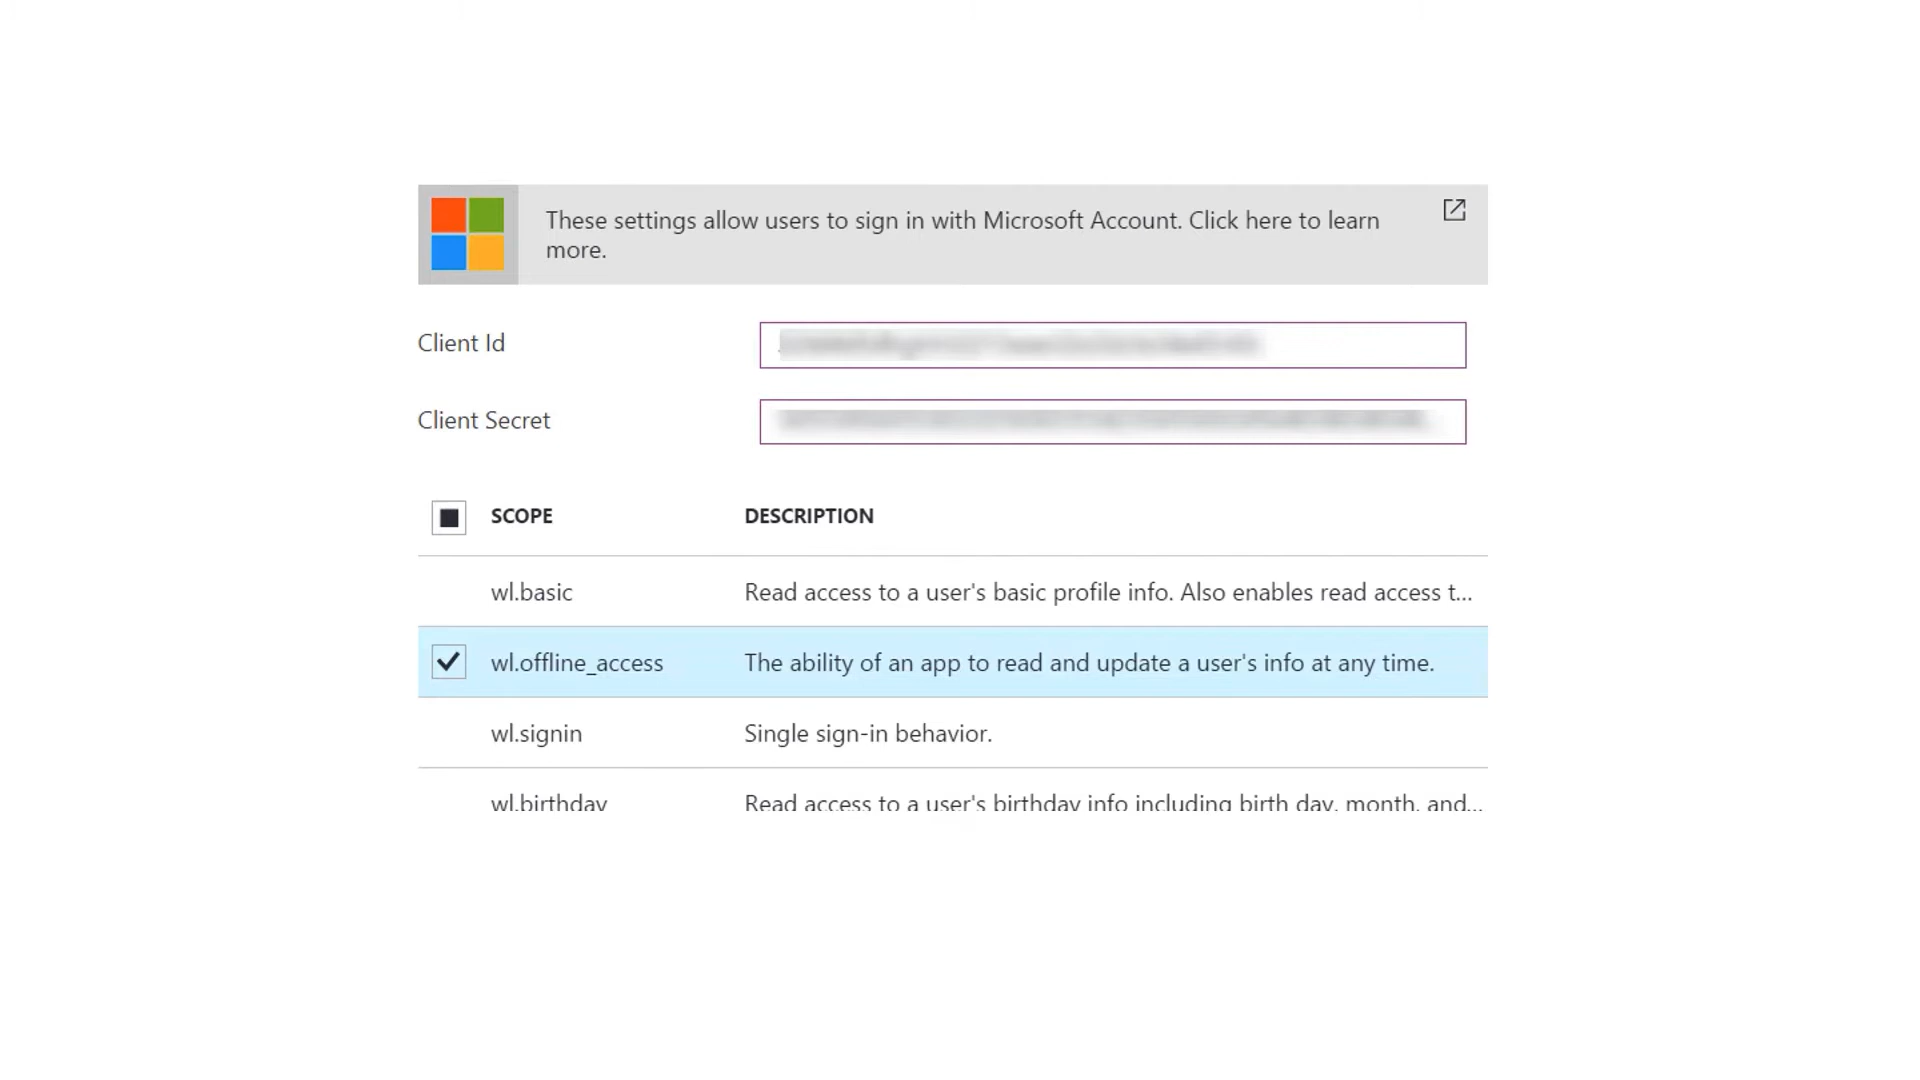 These settings allow users to sign in with Microsoft Account. Click here to learn
more.
Client Id
Client Secret
SCOPE DESCRIPTION
wl.basic Read access to a user's basic profile info. Also enables read access t...
wl.offline_access The ability of an app to read and update a user's info at any time.
wl.signin Single sign-in behavior.
wl.birthday Read access to a user's birthday info including birth day, month, and...